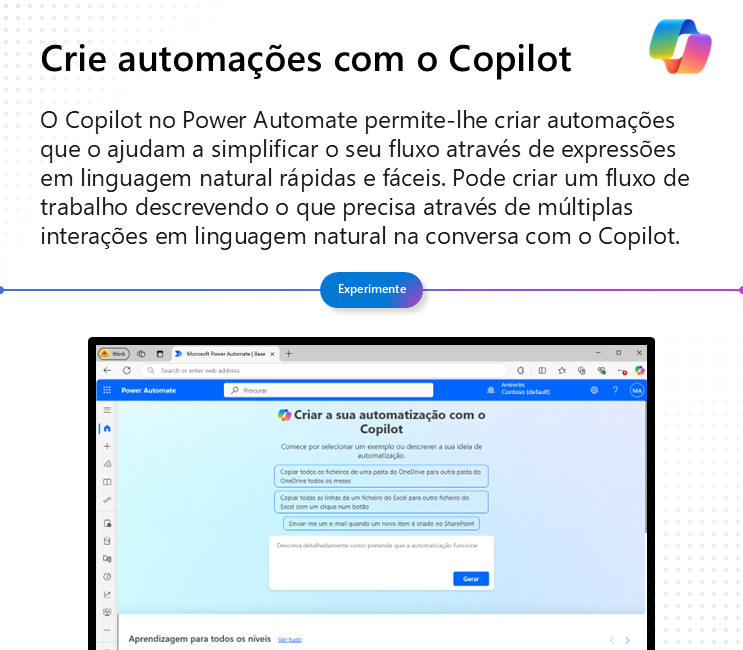 Crie automações com o Copilot
O Copilot no Power Automate permite-lhe criar automações
que o ajudam a simplificar o seu fluxo através de expressões
em linguagem natural rápidas e fáceis. Pode criar um fluxo de
trabalho descrevendo o que precisa através de múltiplas
interações em linguagem natural na conversa com o Copilot.
Experimente
Work
Microsoft Power Automate | Base
Search or enter web address
Power Automate
Procurar
Ambientes
Contoso (default)
MA
Criar a sua automatização com o
Copilot
Comece por selecionar um exemplo ou descrever a sua ideia de
automatização.
Copiar todos os ficheiros de uma pasta do OneDrive para outra pasta do
OneDrive todos os meses
Copiar todas as linhas de um ficheiro do Excel para outro ficheiro do
Excel com um clique num botão
Enviar-me um e-mail quando um novo item é criado no SharePoint
Descreva detalhadamente como pretende que a automatização funcione
Gerar
Aprendizagem para todos os níveis
Ver tudo